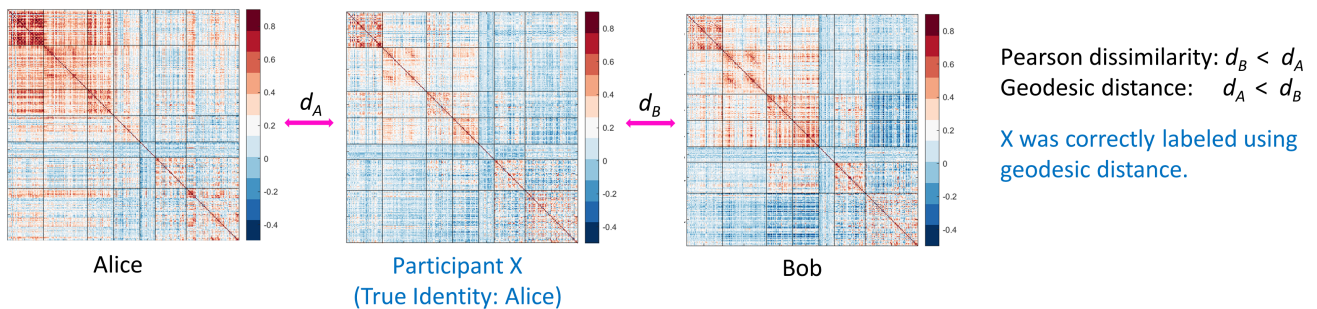 0.8
0.6
0.4
0.2
0
-0.2
-0.4
Alice
d_A
0.8
0.6
0.4
0.2
0
-0.2
-0.4
Participant X
(True Identity: Alice)
d_B
0.8
0.6
0.4
0.2
0
-0.2
-0.4
Bob
Pearson dissimilarity: d_B < d_A
Geodesic distance: d_A < d_B
X was correctly labeled using
geodesic distance.